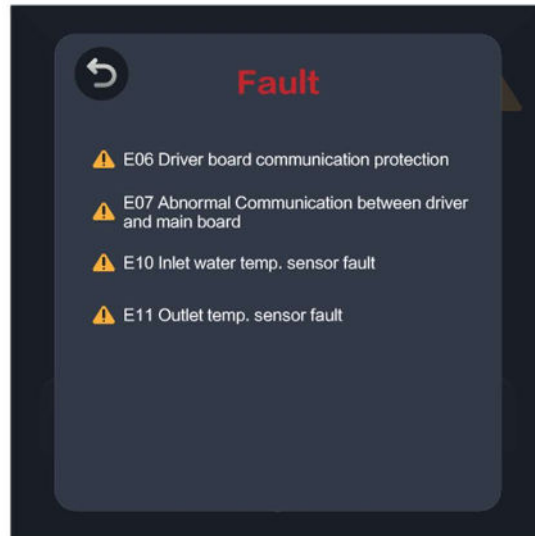 Fault
E06 Driver board communication protection
E07 Abnormal Communication between driver
and main board
E10 Inlet water temp. sensor fault
E11 Outlet temp. sensor fault